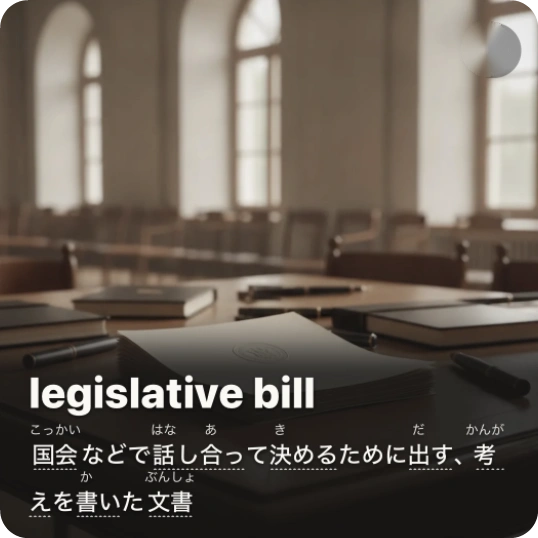 legislative bill
こっかい はな あ き だ かんが
国会などで話し合って決めるために出す、考
か ぶんしょ
えを書いた文書